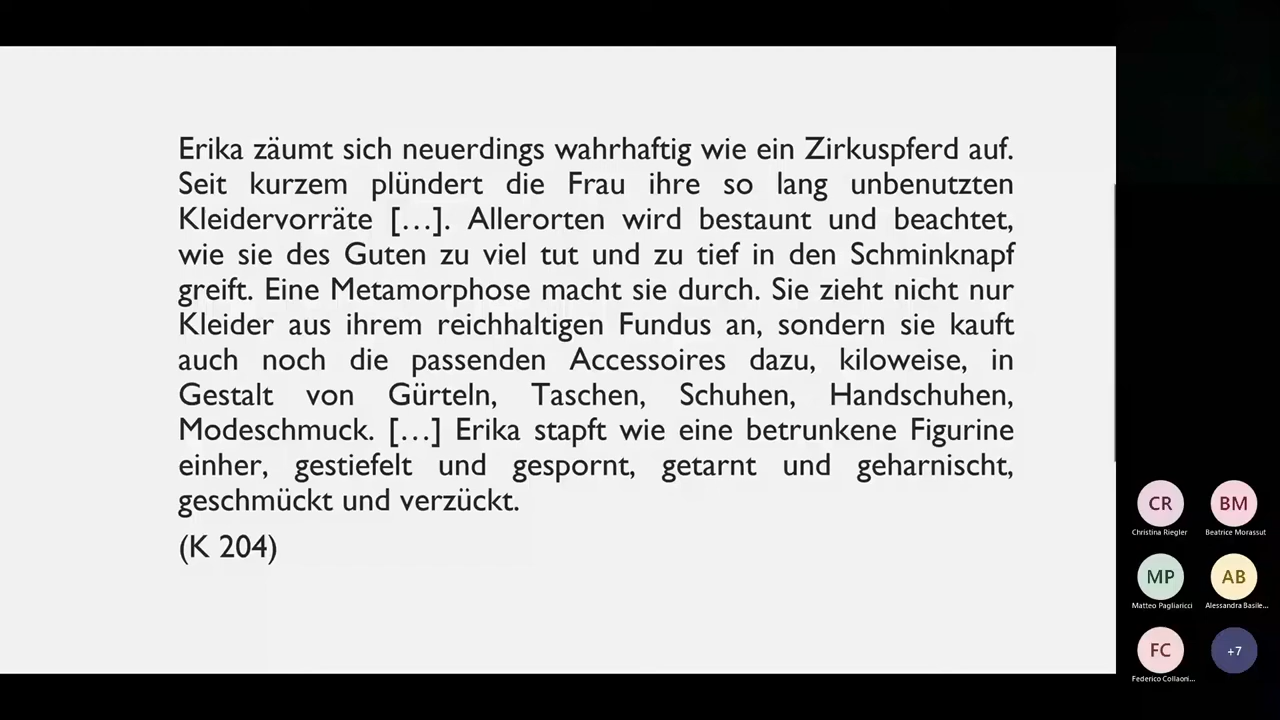 Erika zäumt sich neuerdings wahrhaftig wie ein Zirkuspferd auf.
Seit kurzem plündert die Frau ihre so lang unbenutzten
Kleidervorräte […]. Allerorten wird bestaunt und beachtet,
wie sie des Guten zu viel tut und zu tief in den Schminknapf
greift. Eine Metamorphose macht sie durch. Sie zieht nicht nur
Kleider aus ihrem reichhaltigen Fundus an, sondern sie kauft
auch noch die passenden Accessoires dazu, kiloweise, in
Gestalt von Gürteln, Taschen, Schuhen, Handschuhen,
Modeschmuck. […] Erika stapft wie eine betrunkene Figurine
einher, gestiefelt und gespornt, getarnt und geharnischt,
geschmückt und verzückt.
(K 204)
CR BM
Christina Riegler Beatrice Morassut
MP AB
Matteo Pagliaricci Alessandra Basile...
FC +7
Federico Collaoni...